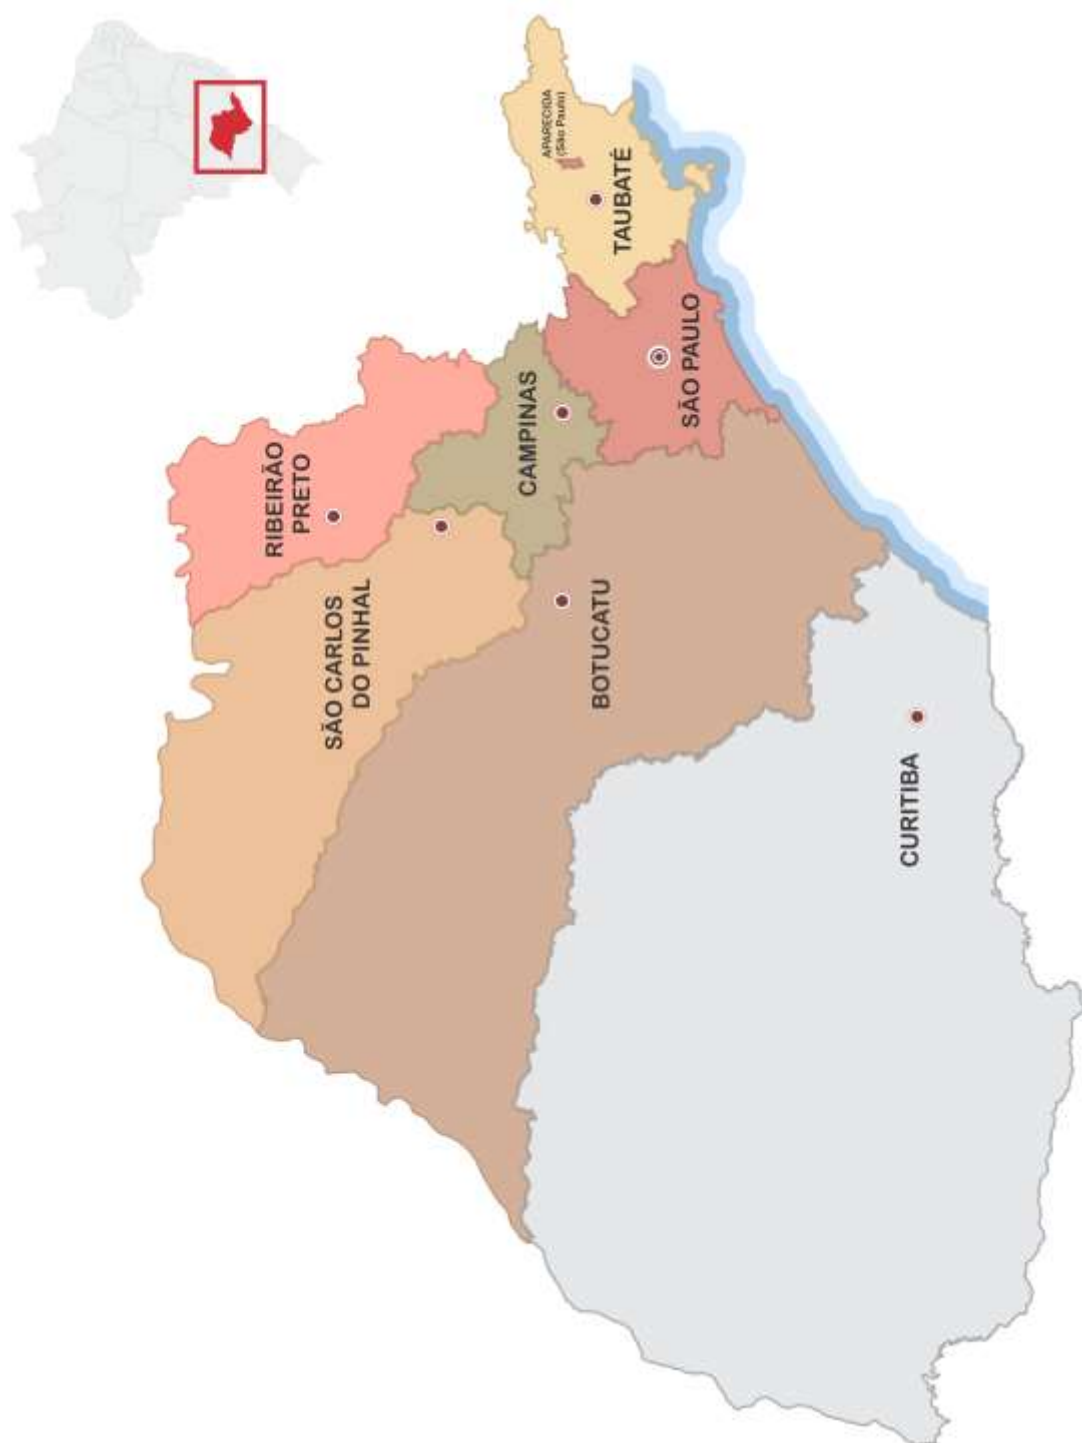 RIBEIRÃO
PRETO
SÃO CARLOS
DO PINHAL
CAMPINAS
APARECIDA
(São Paulo)
TAUBATÉ
SÃO PAULO
BOTUCATU
CURITIBA